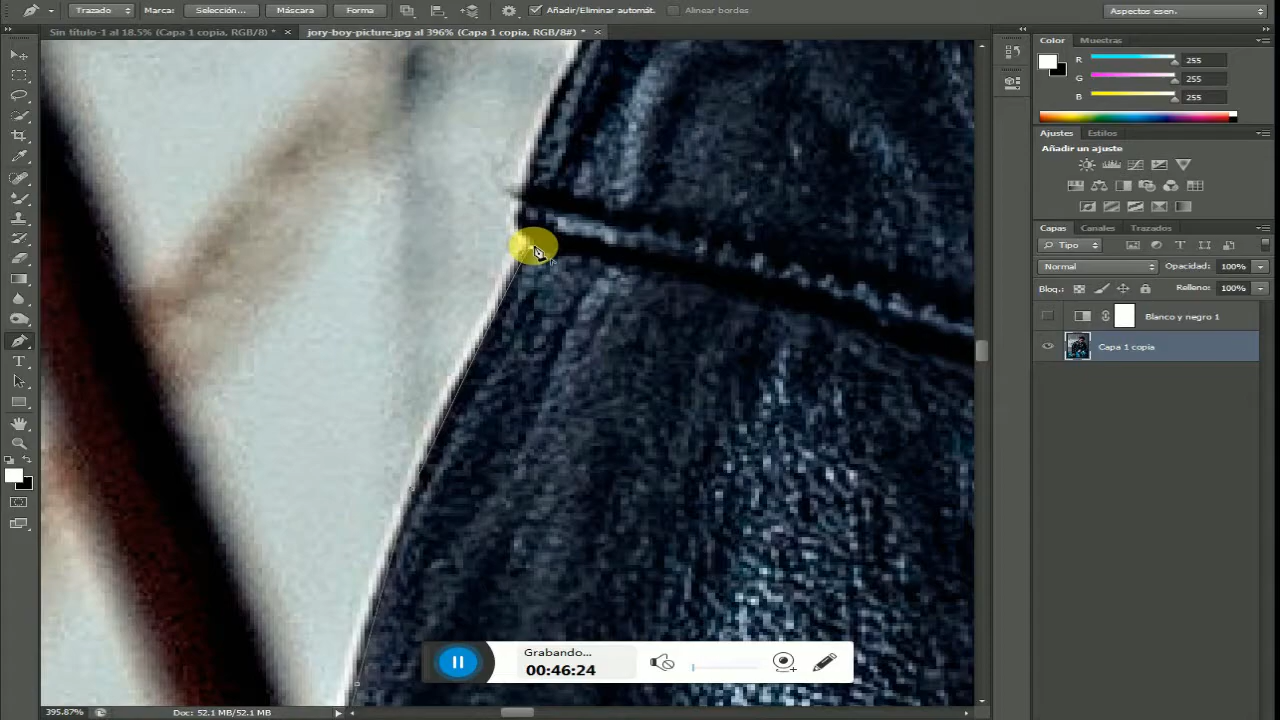 Trazado
Marca:
Selección...
Máscara
Forma
Añadir/Eliminar automát.
Alinear bordes
Aspectos esen.
Sin título-1 al 18.5% (Capa 1 copia, RGB/8) *
jory-boy-picture.jpg al 396% (Capa 1 copia, RGB/8#) *
Color
Muestras
R
255
G
255
B
255
Ajustes
Estilos
Añadir un ajuste
Capas
Canales
Trazados
Tipo
Normal
Opacidad:
100%
Bloq.:
Relleno:
100%
Blanco y negro 1
Capa 1 copia
T
Grabando...
00:46:24
395.87%
Doc: 52.1 MB/52.1 MB